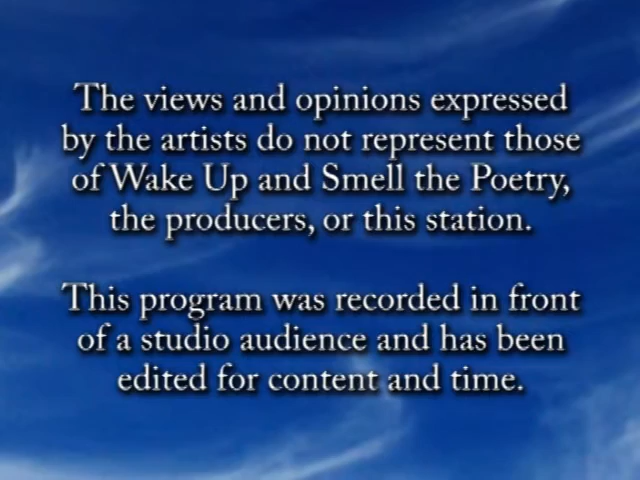 The views and opinions expressed
by the artists do not represent those
of Wake Up and Smell the Poetry,
the producers, or this station.
This program was recorded in front
of a studio audience and has been
edited for content and time.